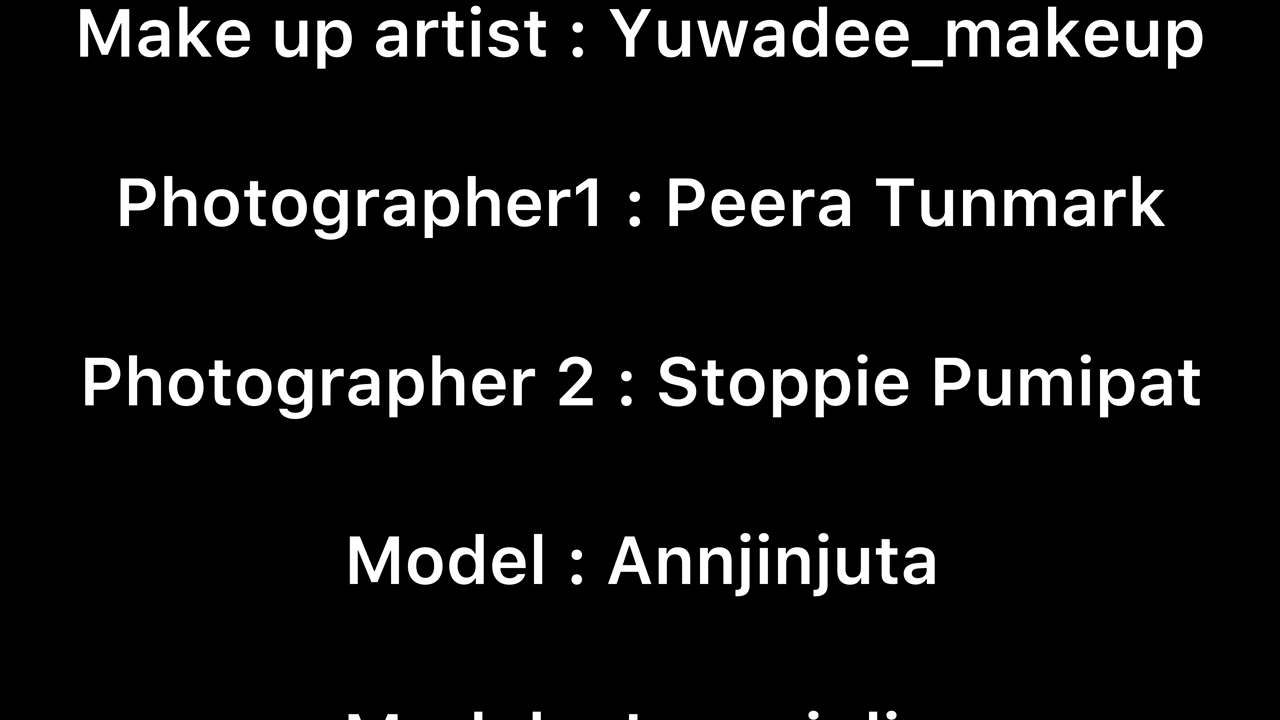 Make up artist : Yuwadee_makeup
Photographer1 : Peera Tunmark
Photographer 2 : Stoppie Pumipat
Model : Annjinjuta